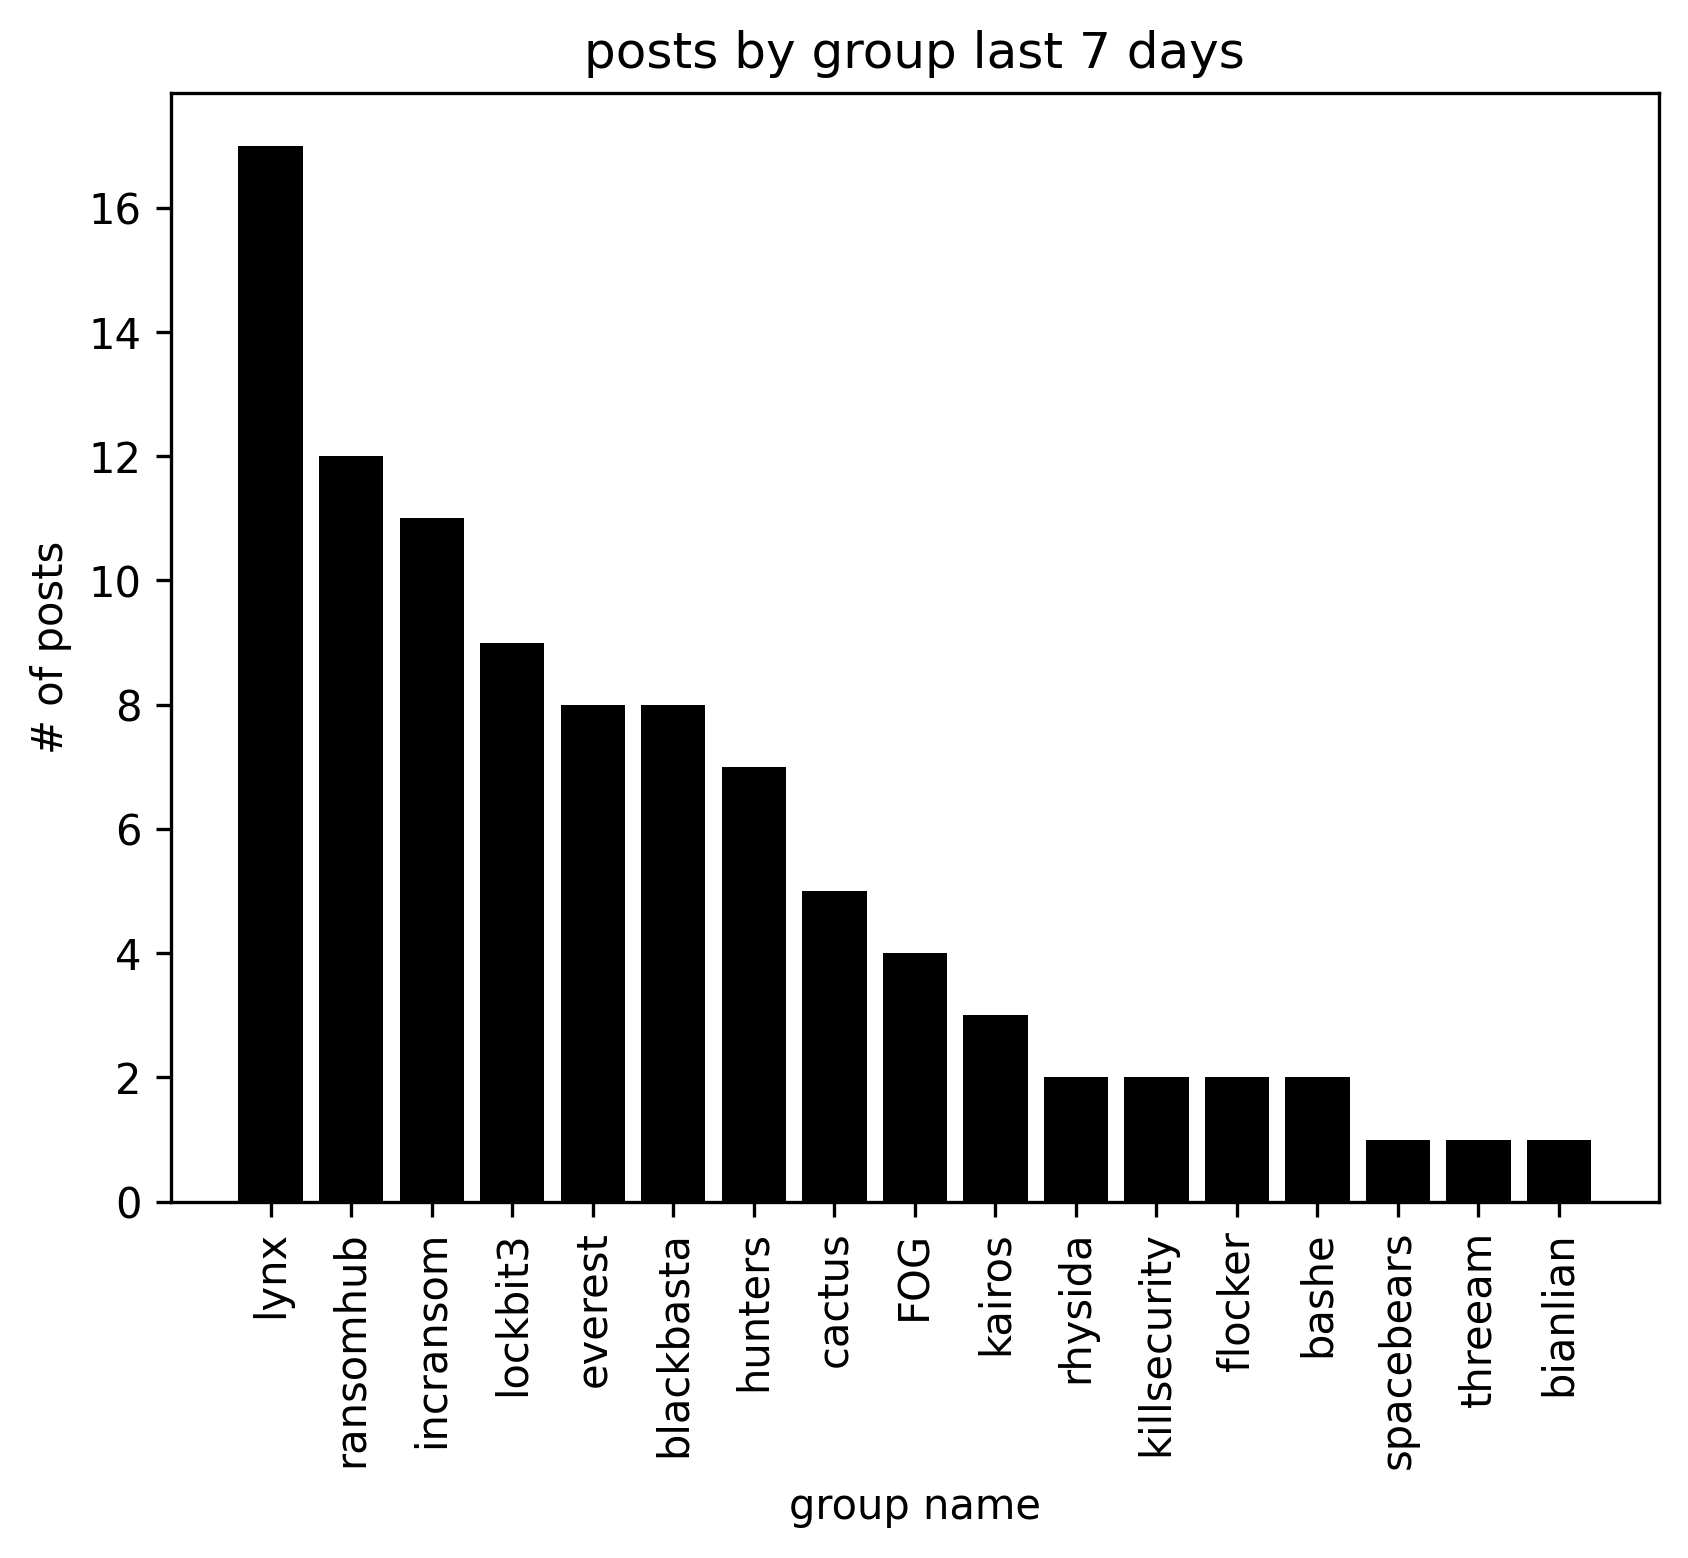 posts by group last 7 days
# of posts
16
14
12
10
8
6
4
2
0
lynx
ransomhub
incransom
lockbit3
everest
blackbasta
hunters
cactus
FOG
kairos
rhysida
killsecurity
flocker
bashe
spacebears
threeam
bianlian
group name